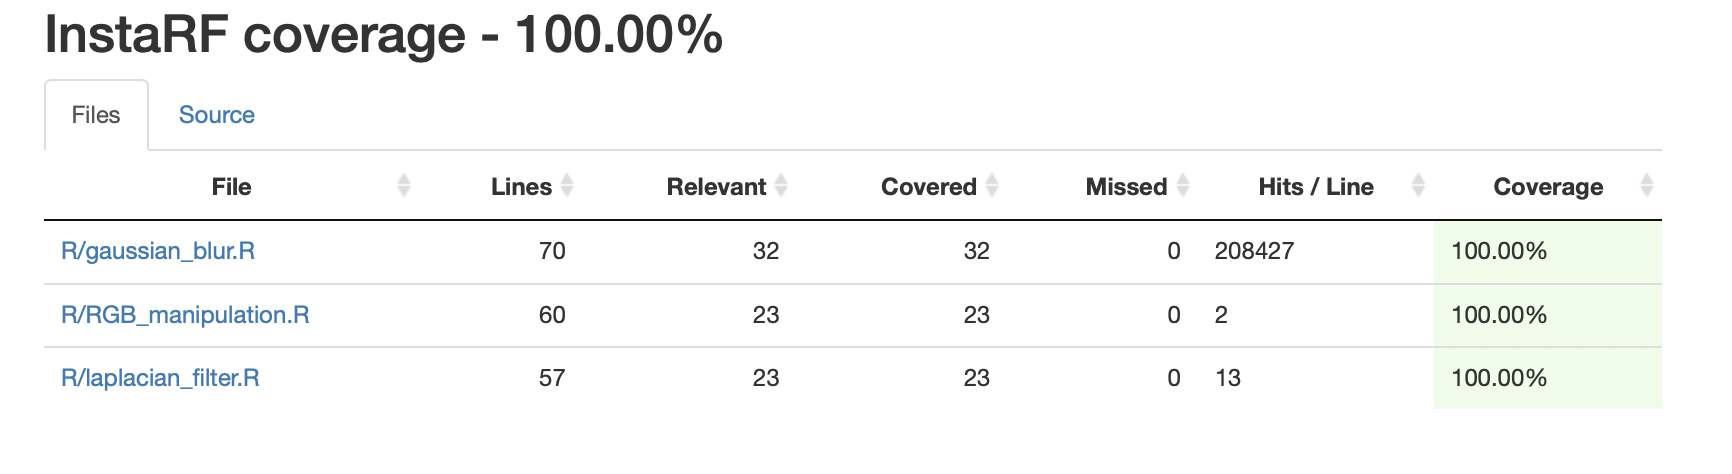 InstaRF coverage - 100.00%
Files Source
File Lines Relevant Covered Missed Hits / Line Coverage
R/gaussian_blur.R 70 32 32 0 208427 100.00%
R/RGB_manipulation.R 60 23 23 0 2 100.00%
R/laplacian_filter.R 57 23 23 0 13 100.00%